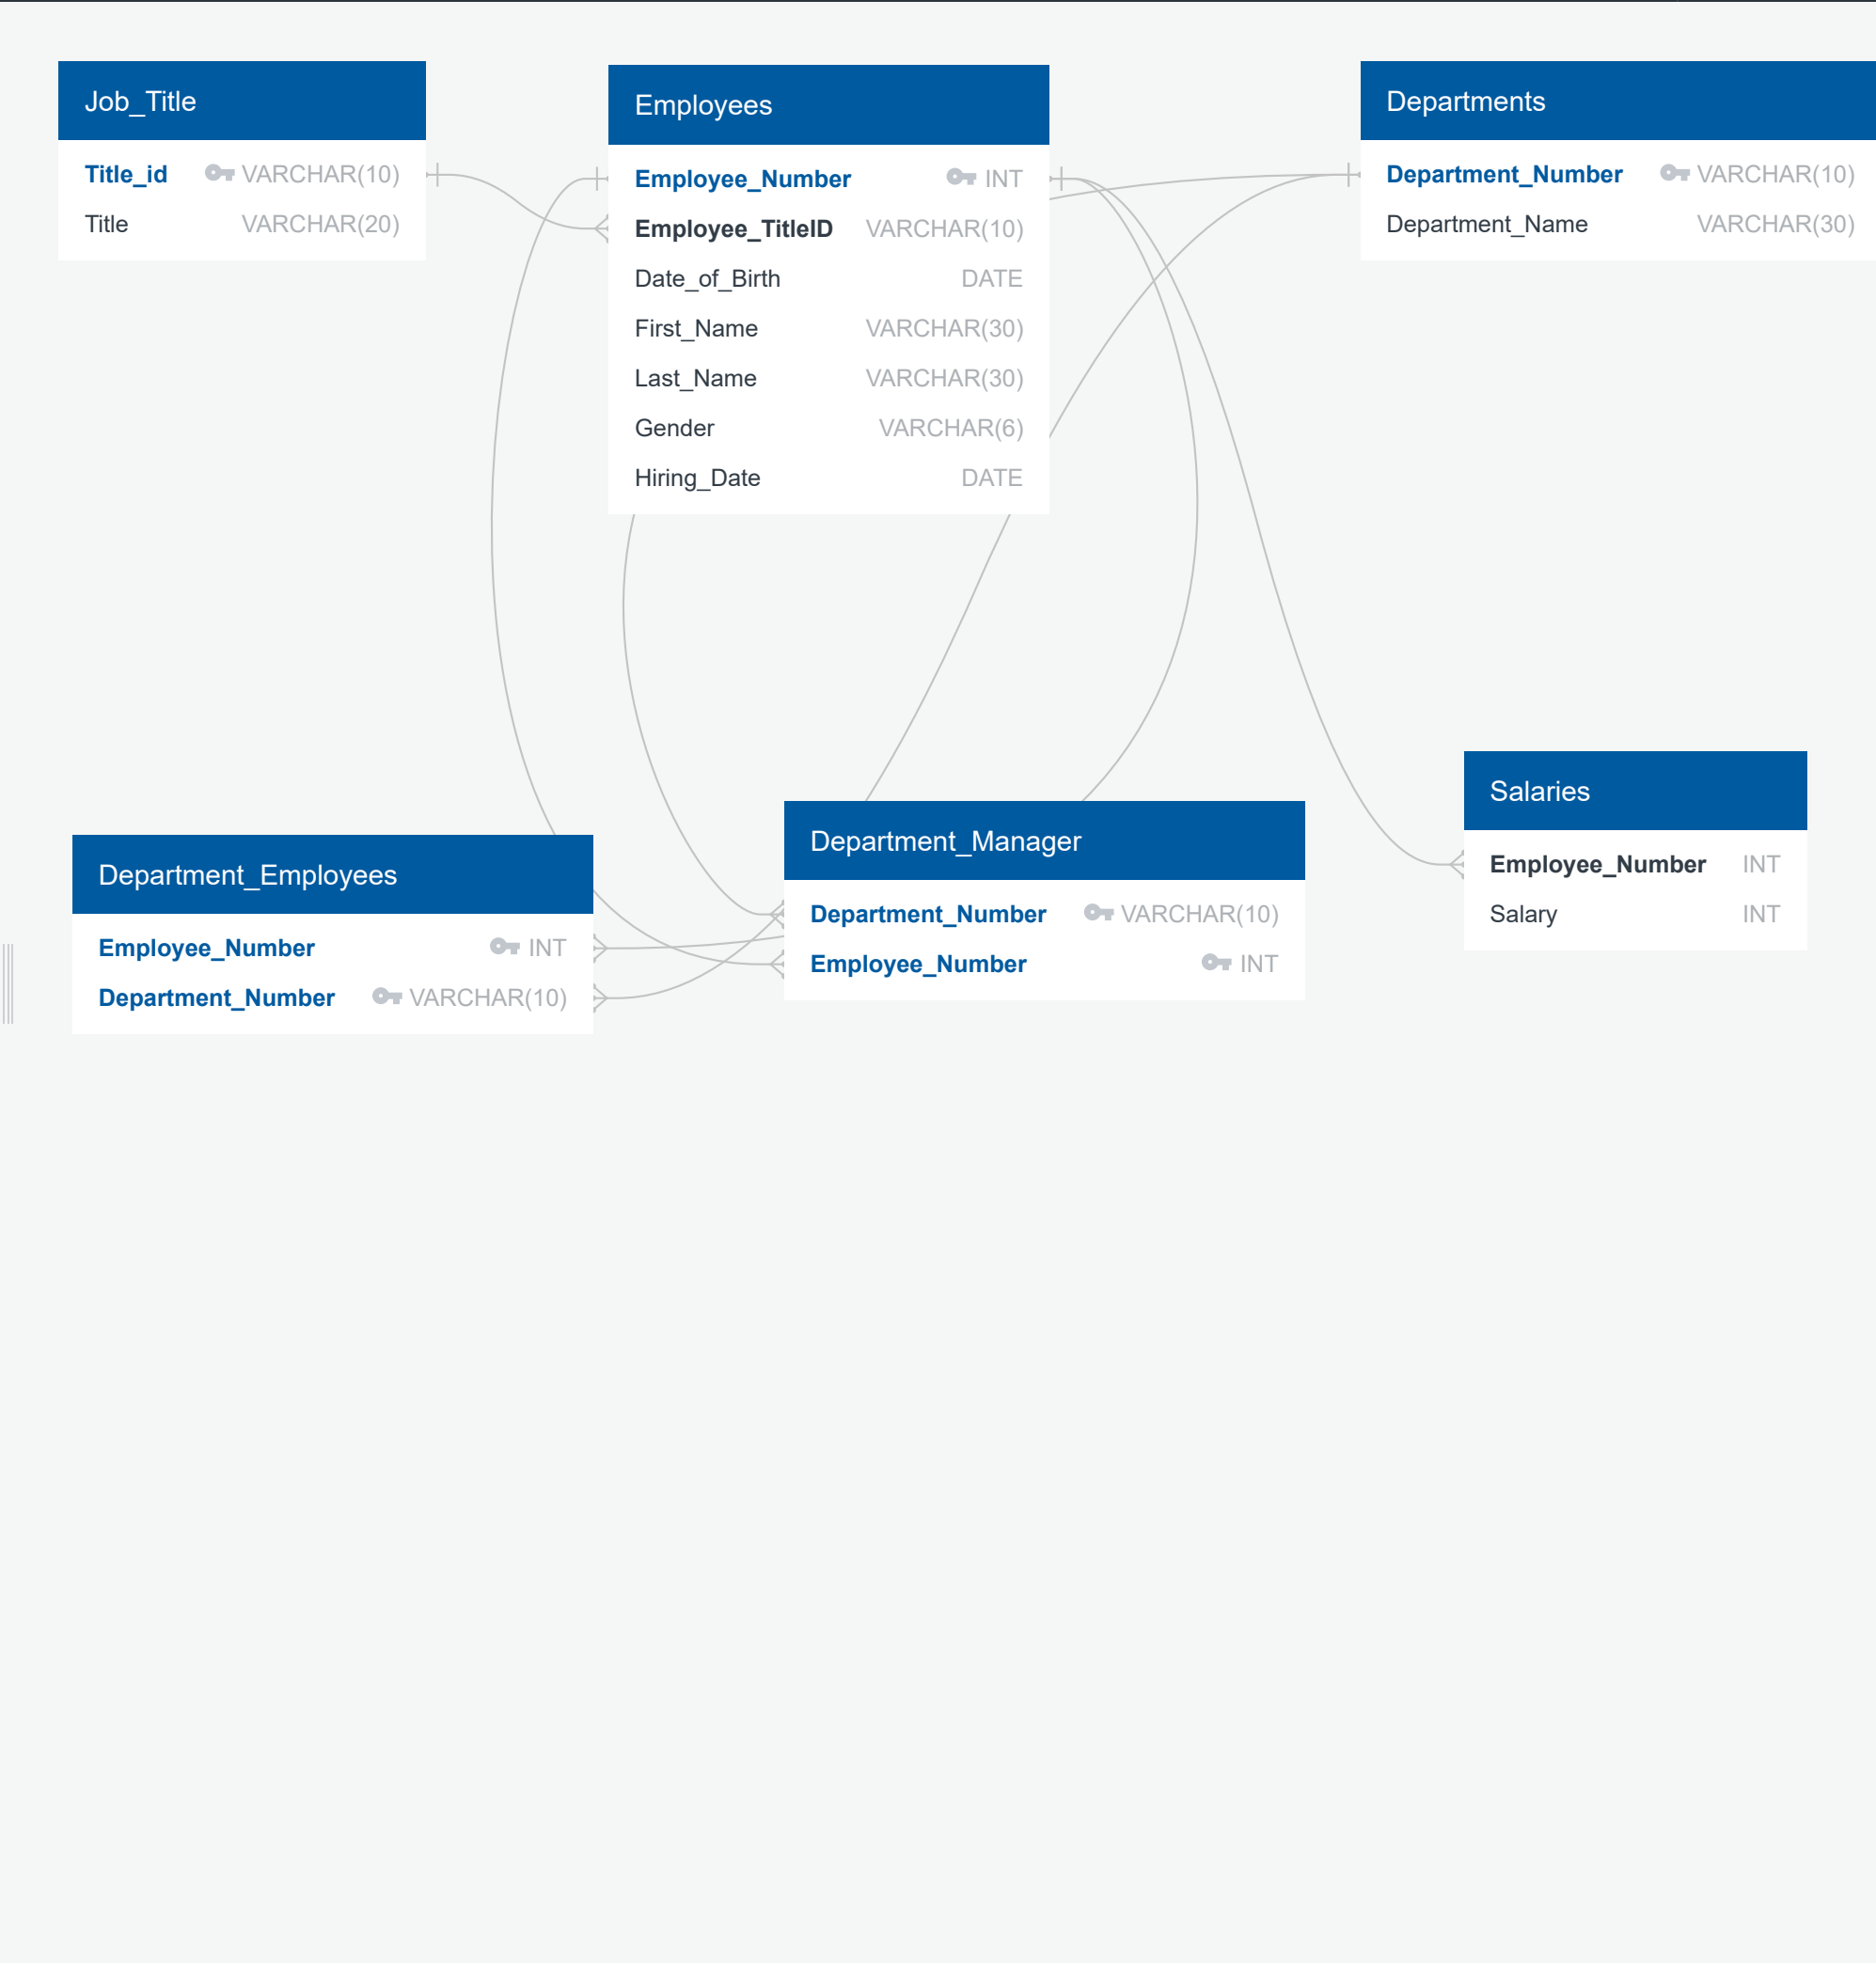 Job_Title
Title_id VARCHAR(10)
Title VARCHAR(20)
Employees
Employee_Number INT
Employee_TitleID VARCHAR(10)
Date_of_Birth DATE
First_Name VARCHAR(30)
Last_Name VARCHAR(30)
Gender VARCHAR(6)
Hiring_Date DATE
Departments
Department_Number VARCHAR(10)
Department_Name VARCHAR(30)
Department_Employees
Employee_Number INT
Department_Number VARCHAR(10)
Department_Manager
Department_Number VARCHAR(10)
Employee_Number INT
Salaries
Employee_Number INT
Salary INT